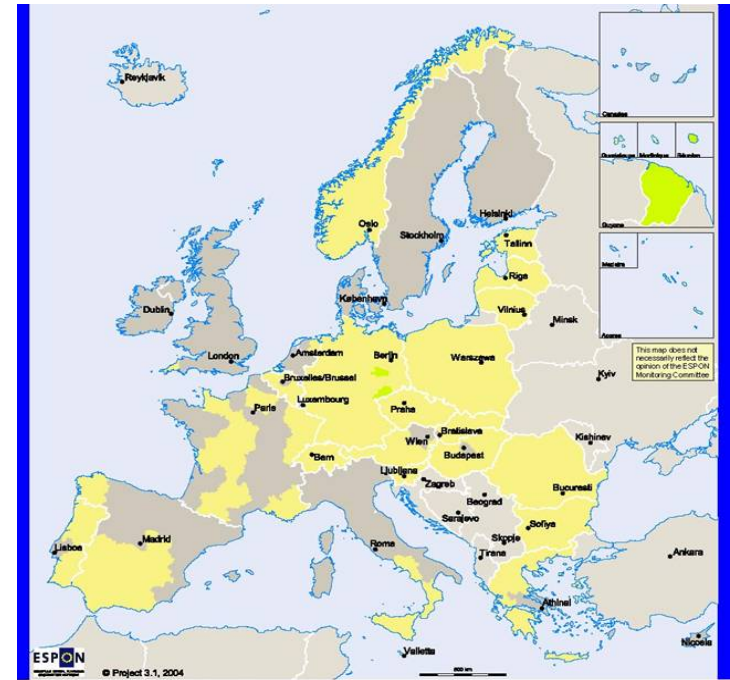 Reykjavik
Canarias
Guadeloupe
Martinique
Réunion
Guyane
Helsinki
Oslo
Stockholm
Tallinn
Madeira
Riga
København
Dublin
Vilnius
Minsk
Acores
London
Amsterdam
Berlin
Warszawa
This map does not
necessarily reflect the
opinion of the ESPON
Monitoring Committee
Kyiv
Bruxelles/Brussel
Luxembourg
Paris
Praha
Bratislava
Wien
Kishinev
Bern
Budapest
Ljubljana
Zagreb
Bucuresti
Beograd
Sarajevo
Sofiya
Madrid
Lisboa
Roma
Skopje
Tirana
Ankara
Athinai
Nicosia
Valletta
ESPON
© Project 3.1, 2004
500 km